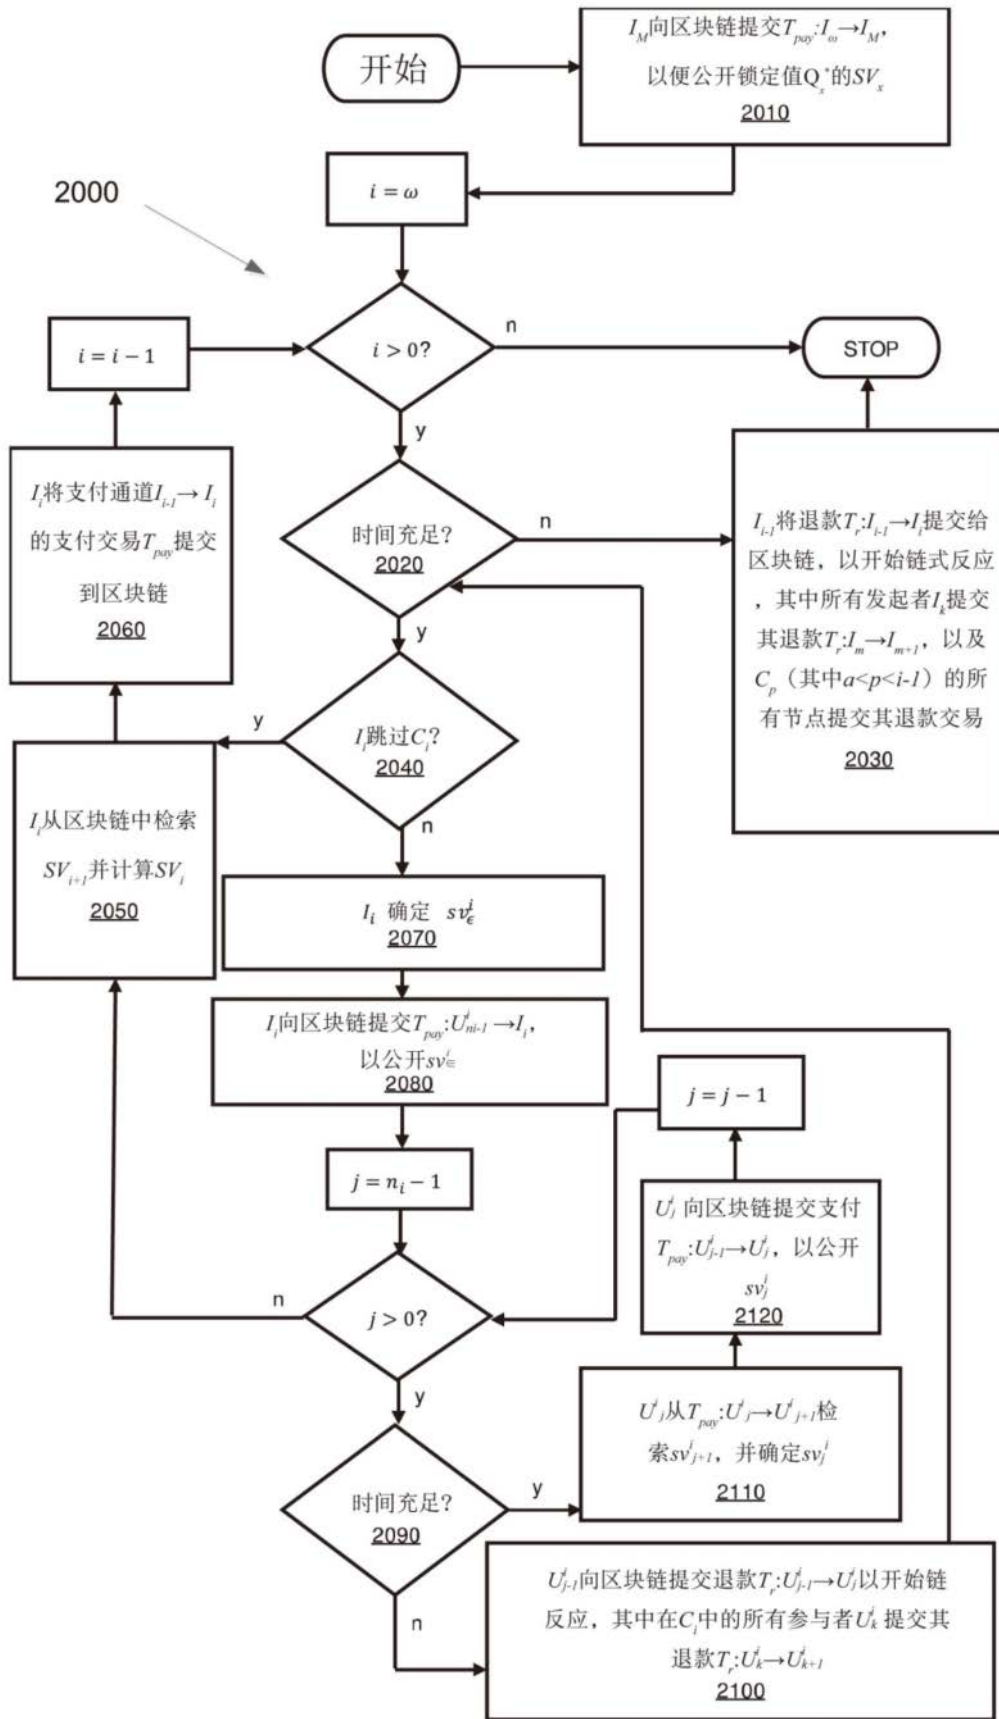 开始
I_M向区块链提交T_pay:I_ω→I_M,
以便公开锁定值Q_x^*的SV_x
2010
i = ω
2000
i > 0?
n
STOP
i = i − 1
y
时间充足?
2020
n
y
I_i将支付通道I_{i-1}→I_i
的支付交易T_pay提交
到区块链
2060
I_{i-1}将退款T_r:I_{i-1}→I_i提交给
区块链,以开始链式反应
,其中所有发起者I_k提交
其退款T_r:I_m→I_{m+1},以及
C_p(其中a<p<i-1)的所
有节点提交其退款交易
2030
I_i跳过C_i?
2040
y
n
I_i从区块链中检索
SV_{i+1}并计算SV_i
2050
I_i 确定 sv_ϵ^i
2070
I_i向区块链提交T_pay:U_{ni-1}^i→I_i,
以公开sv_∈^i
2080
j = n_i − 1
j = j − 1
U_j^i 向区块链提交支付
T_pay:U_{j-1}^i→U_j^i,以公开
sv_j^i
2120
j > 0?
n
y
U_j^i从T_pay:U_j^i→U_{j+1}^i检
索sv_{j+1}^i,并确定sv_j^i
2110
时间充足?
2090
y
n
U_{j-1}^i向区块链提交退款T_r:U_{j-1}^i→U_j^i以开始链
反应,其中在C_i中的所有参与者U_k^i 提交其
退款T_r:U_k^i→U_{k+1}^i
2100